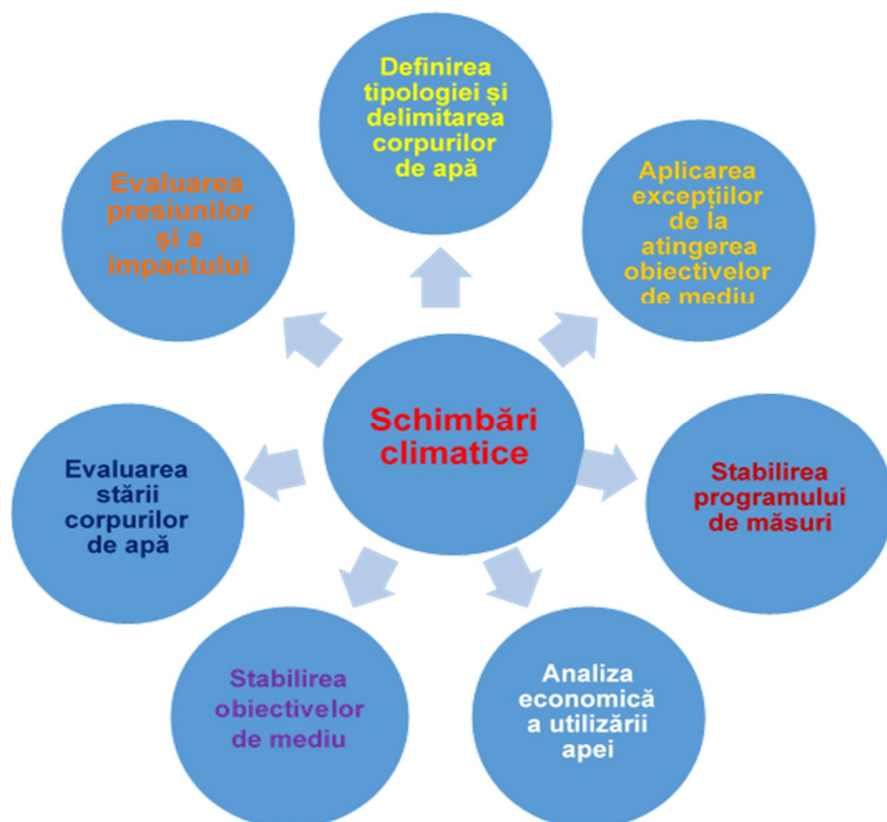 Definirea
tipologiei și
delimitarea
corpurilor
de apă
Aplicarea
excepțiilor
de la
atingerea
obiectivelor
de mediu
Stabilirea
programului
de măsuri
Analiza
economică
a utilizării
apei
Stabilirea
obiectivelor
de mediu
Evaluarea
stării
corpurilor
de apă
Evaluarea
presiunilor
și a
impactului
Schimbări
climatice